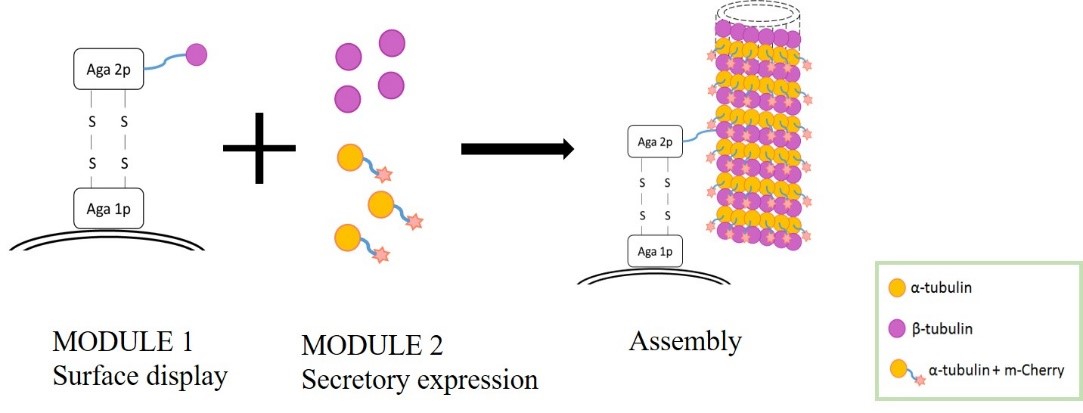 Aga 2p
S S
S S
Aga 1p
MODULE 1
Surface display
MODULE 2
Secretory expression
Aga 2p
S S
S S
Aga 1p
Assembly
α-tubulin
β-tubulin
α-tubulin + m-Cherry